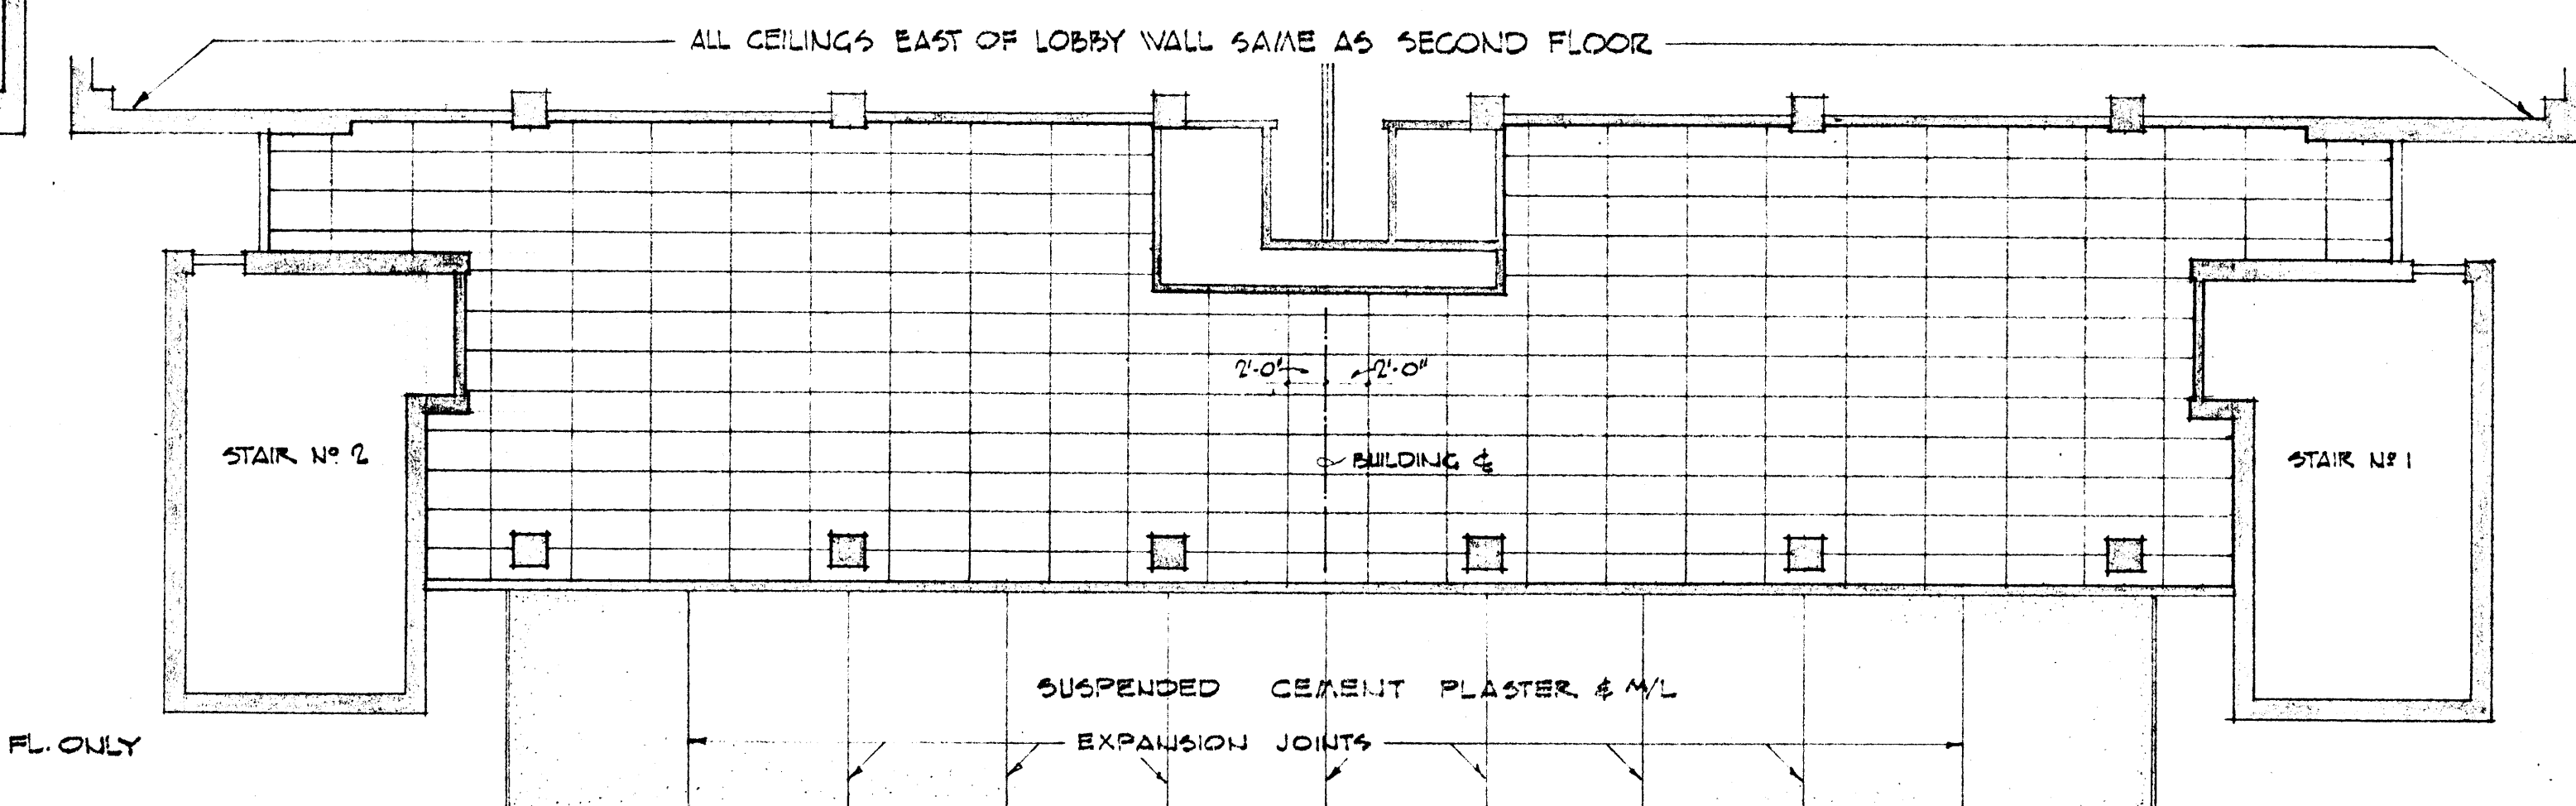 ALL CEILINGS EAST OF LOBBY WALL SAME AS SECOND FLOOR
2'-0" 2'-0"
STAIR Nº 2
BUILDING ℄
STAIR Nº 1
SUSPENDED CEMENT PLASTER & M/L
FL. ONLY
EXPANSION JOINTS